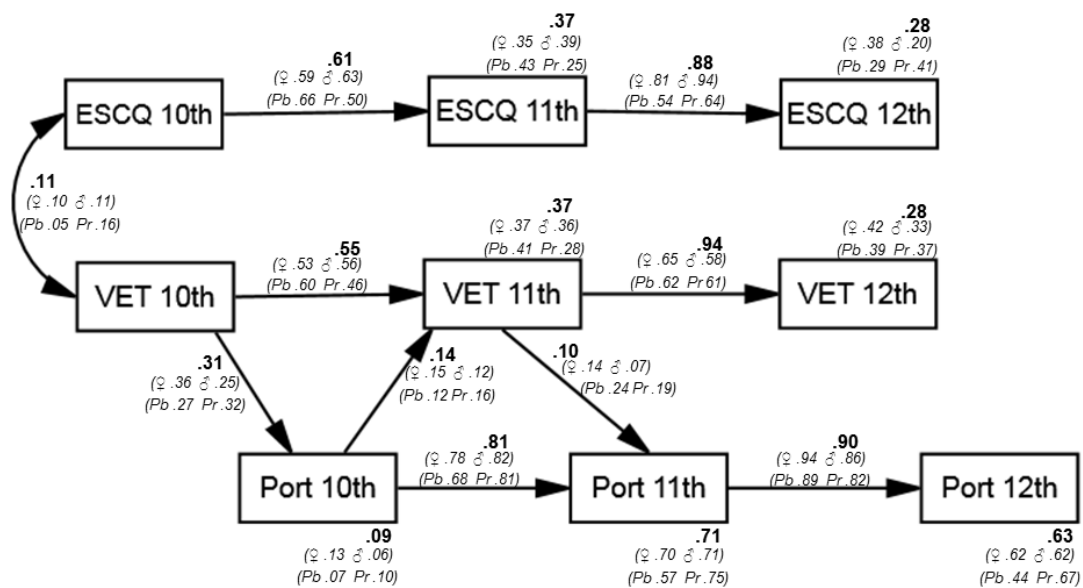 .61
(♀ .59 ♂ .63)
(Pb .66 Pr .50)
.37
(♀ .35 ♂ .39)
(Pb .43 Pr .25)
.88
(♀ .81 ♂ .94)
(Pb .54 Pr .64)
.28
(♀ .38 ♂ .20)
(Pb .29 Pr .41)
ESCQ 10th
ESCQ 11th
ESCQ 12th
.11
(♀ .10 ♂ .11)
(Pb .05 Pr .16)
.55
(♀ .53 ♂ .56)
(Pb .60 Pr .46)
.37
(♀ .37 ♂ .36)
(Pb .41 Pr .28)
.94
(♀ .65 ♂ .58)
(Pb .62 Pr 61)
.28
(♀ .42 ♂ .33)
(Pb .39 Pr .37)
VET 10th
VET 11th
VET 12th
.31
(♀ .36 ♂ .25)
(Pb .27 Pr .32)
.14
(♀ .15 ♂ .12)
(Pb .12 Pr .16)
.10
(♀ .14 ♂ .07)
(Pb .24 Pr .19)
.81
(♀ .78 ♂ .82)
(Pb .68 Pr .81)
.90
(♀ .94 ♂ .86)
(Pb .89 Pr .82)
Port 10th
Port 11th
Port 12th
.09
(♀ .13 ♂ .06)
(Pb .07 Pr .10)
.71
(♀ .70 ♂ .71)
(Pb .57 Pr .75)
.63
(♀ .62 ♂ .62)
(Pb .44 Pr .67)